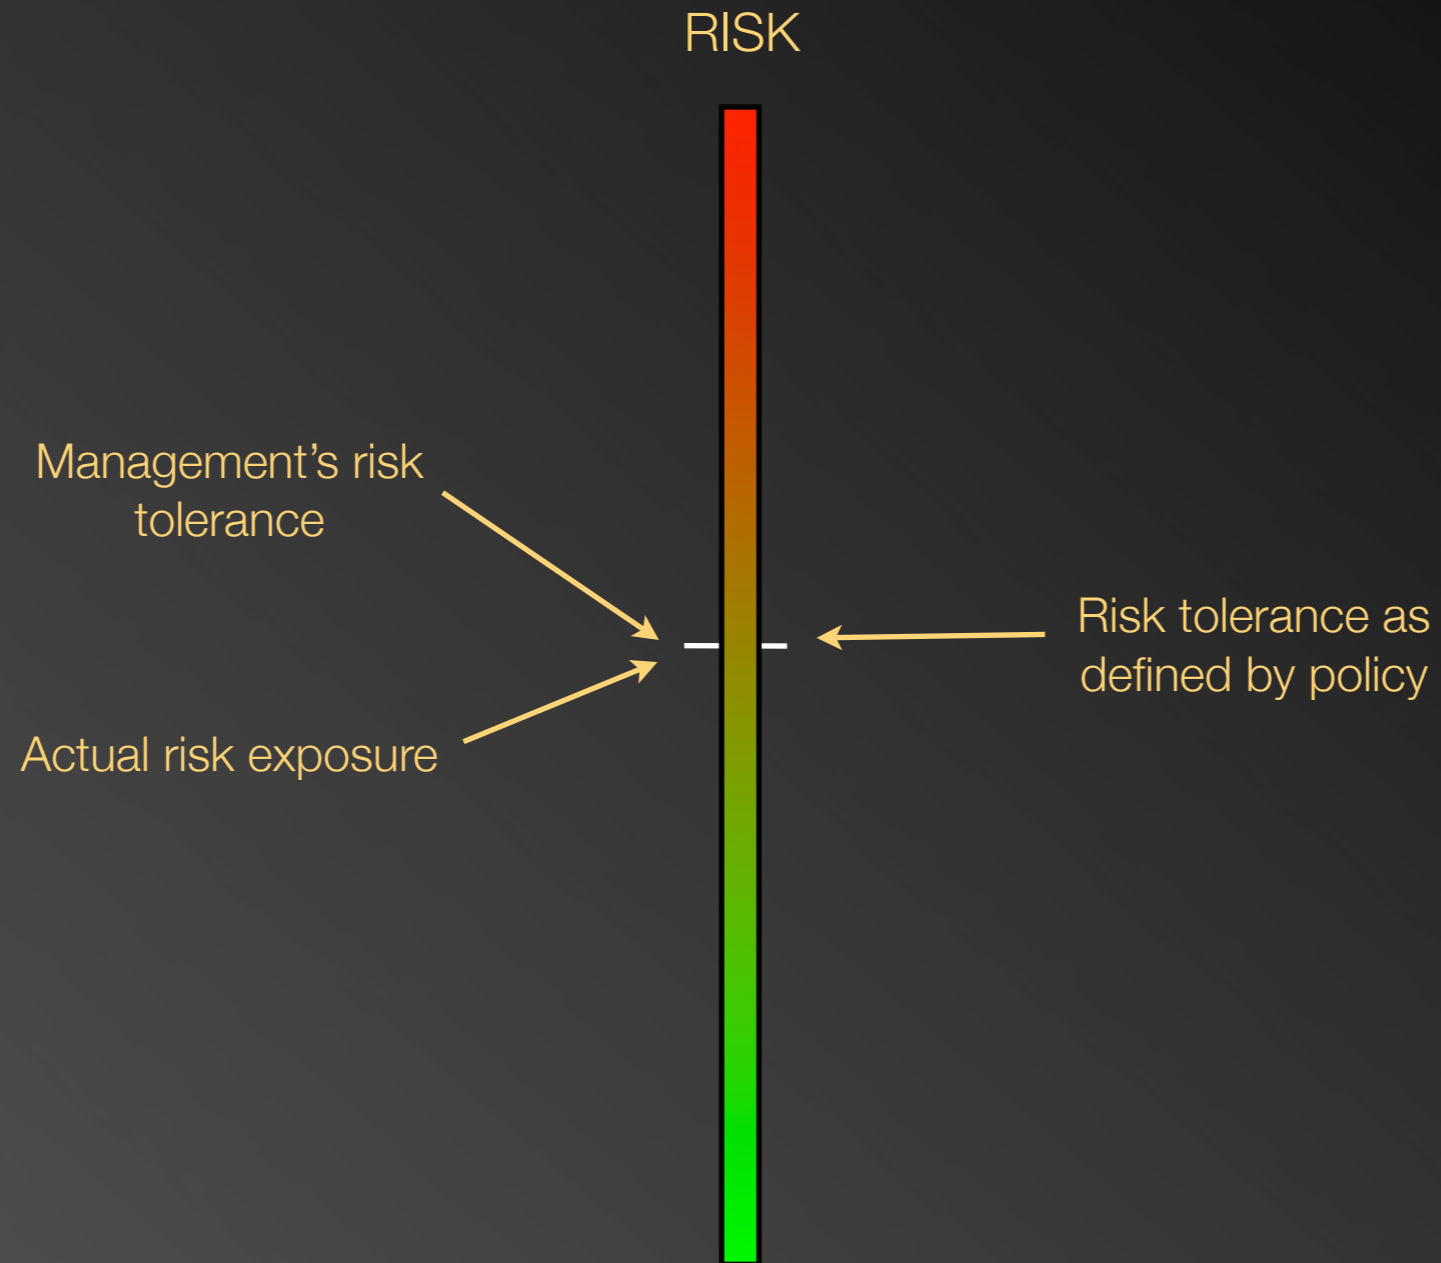 RISK
Management’s risk
tolerance
Risk tolerance as
defined by policy
Actual risk exposure